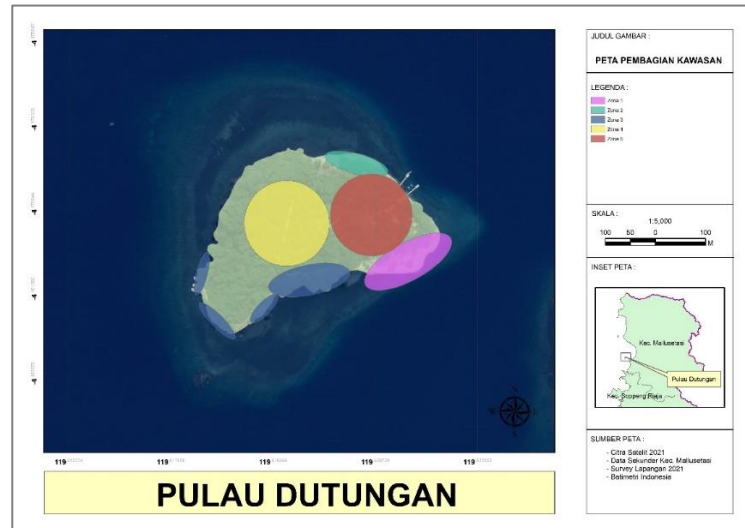 JUDUL GAMBAR :
PETA PEMBAGIAN KAWASAN
LEGENDA :
Zona 2
Zona 3
Zona 4
Zona 5
SKALA :
1:5,000
100 50 0 100
M
INSET PETA :
Kec. Mallusetasi
Pulau Dutungan
Kec. Soppeng Riaja
SUMBER PETA :
- Citra Satelit 2021
- Data Sekunder Kec. Mallusetasi
- Survey Lapangan 2021
- Batimetri Indonesia
119 119 119 119 119
PULAU DUTUNGAN